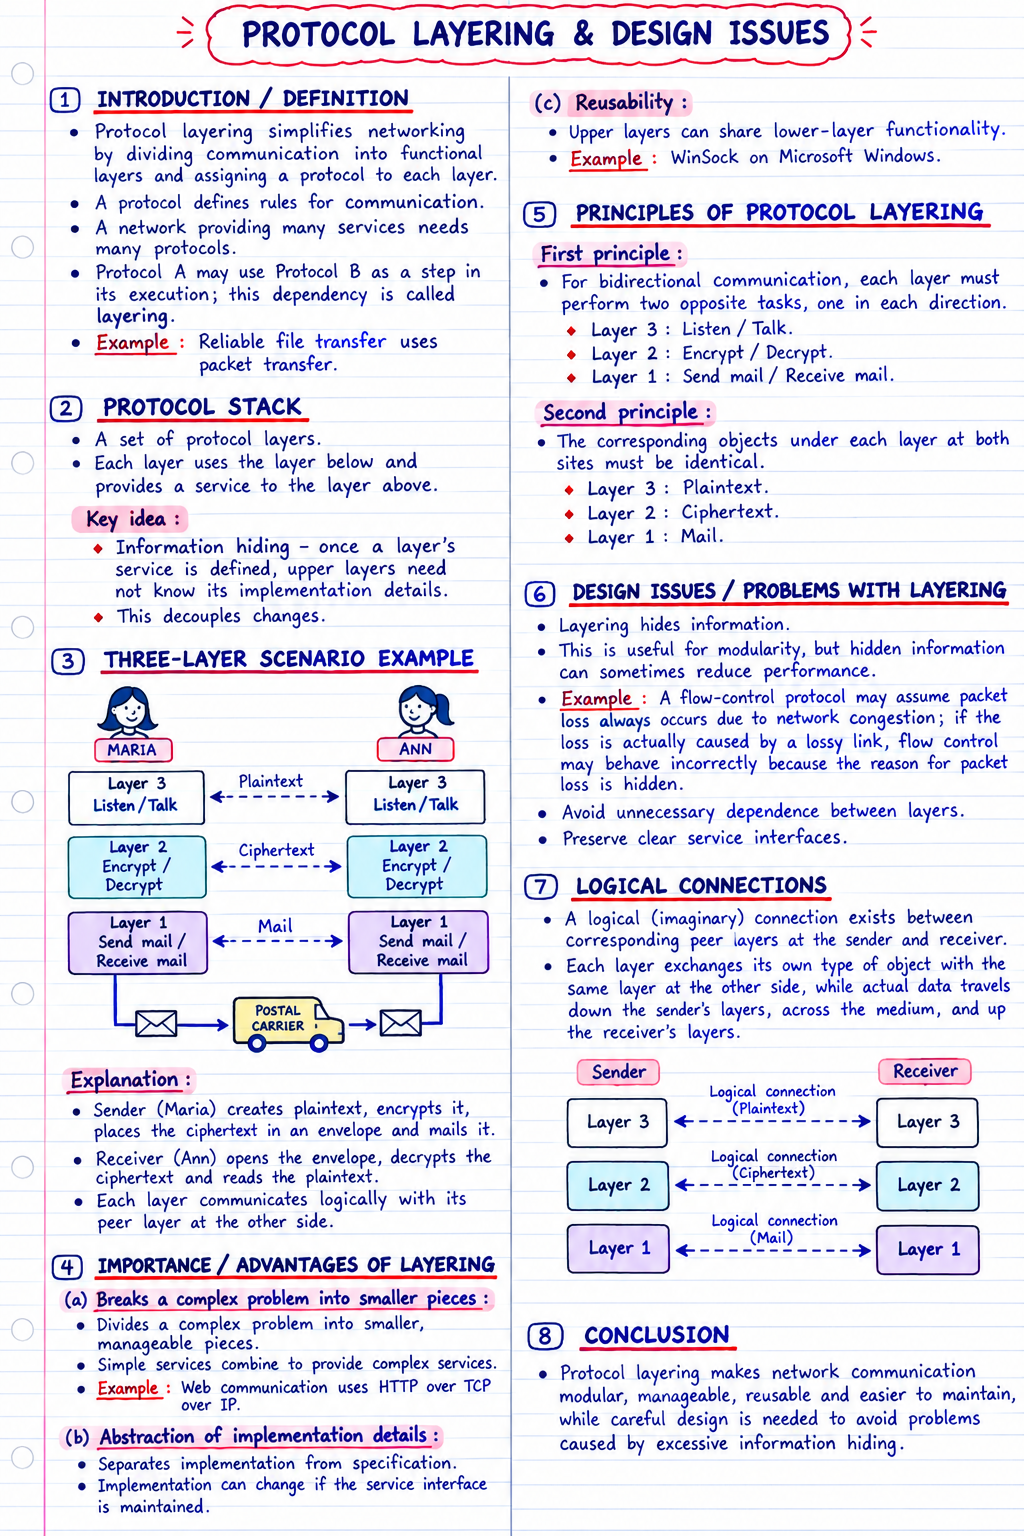 PROTOCOL LAYERING & DESIGN ISSUES
1 INTRODUCTION / DEFINITION
• Protocol layering simplifies networking
by dividing communication into functional
layers and assigning a protocol to each layer.
• A protocol defines rules for communication.
• A network providing many services needs
many protocols.
• Protocol A may use Protocol B as a step in
its execution; this dependency is called
layering.
• Example : Reliable file transfer uses
packet transfer.
2 PROTOCOL STACK
• A set of protocol layers.
• Each layer uses the layer below and
provides a service to the layer above.
Key idea :
◆ Information hiding – once a layer's
service is defined, upper layers need
not know its implementation details.
◆ This decouples changes.
3 THREE-LAYER SCENARIO EXAMPLE
MARIA
ANN
Layer 3
Listen / Talk
Plaintext
Layer 3
Listen / Talk
Layer 2
Encrypt /
Decrypt
Ciphertext
Layer 2
Encrypt /
Decrypt
Layer 1
Send mail /
Receive mail
Mail
Layer 1
Send mail /
Receive mail
POSTAL
CARRIER
Explanation :
• Sender (Maria) creates plaintext, encrypts it,
places the ciphertext in an envelope and mails it.
• Receiver (Ann) opens the envelope, decrypts the
ciphertext and reads the plaintext.
• Each layer communicates logically with its
peer layer at the other side.
4 IMPORTANCE / ADVANTAGES OF LAYERING
(a) Breaks a complex problem into smaller pieces :
• Divides a complex problem into smaller,
manageable pieces.
• Simple services combine to provide complex services.
• Example : Web communication uses HTTP over TCP
over IP.
(b) Abstraction of implementation details :
• Separates implementation from specification.
• Implementation can change if the service interface
is maintained.
(c) Reusability :
• Upper layers can share lower-layer functionality.
• Example : WinSock on Microsoft Windows.
5 PRINCIPLES OF PROTOCOL LAYERING
First principle :
• For bidirectional communication, each layer must
perform two opposite tasks, one in each direction.
◆ Layer 3 : Listen / Talk.
◆ Layer 2 : Encrypt / Decrypt.
◆ Layer 1 : Send mail / Receive mail.
Second principle :
• The corresponding objects under each layer at both
sites must be identical.
◆ Layer 3 : Plaintext.
◆ Layer 2 : Ciphertext.
◆ Layer 1 : Mail.
6 DESIGN ISSUES / PROBLEMS WITH LAYERING
• Layering hides information.
• This is useful for modularity, but hidden information
can sometimes reduce performance.
• Example : A flow-control protocol may assume packet
loss always occurs due to network congestion; if the
loss is actually caused by a lossy link, flow control
may behave incorrectly because the reason for packet
loss is hidden.
• Avoid unnecessary dependence between layers.
• Preserve clear service interfaces.
7 LOGICAL CONNECTIONS
• A logical (imaginary) connection exists between
corresponding peer layers at the sender and receiver.
• Each layer exchanges its own type of object with the
same layer at the other side, while actual data travels
down the sender's layers, across the medium, and up
the receiver's layers.
Sender
Receiver
Layer 3
Logical connection
(Plaintext)
Layer 3
Layer 2
Logical connection
(Ciphertext)
Layer 2
Layer 1
Logical connection
(Mail)
Layer 1
8 CONCLUSION
• Protocol layering makes network communication
modular, manageable, reusable and easier to maintain,
while careful design is needed to avoid problems
caused by excessive information hiding.